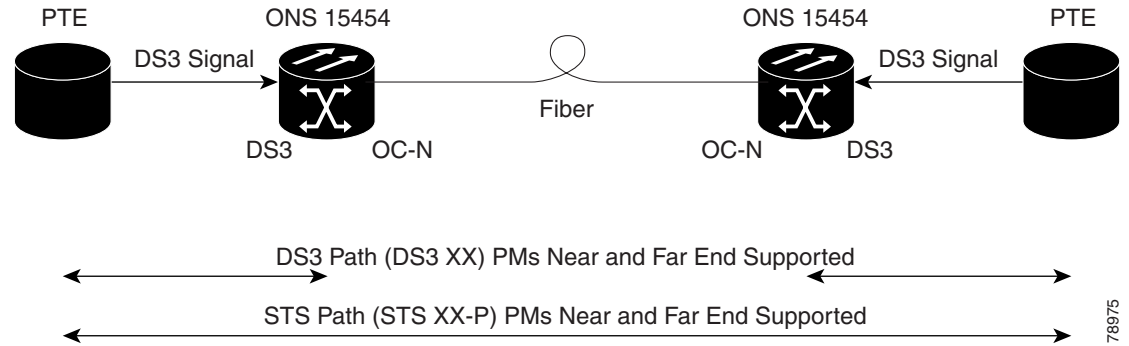 PTE
ONS 15454
ONS 15454
PTE
DS3 Signal
DS3 Signal
Fiber
DS3
OC-N
OC-N
DS3
DS3 Path (DS3 XX) PMs Near and Far End Supported
STS Path (STS XX-P) PMs Near and Far End Supported
78975